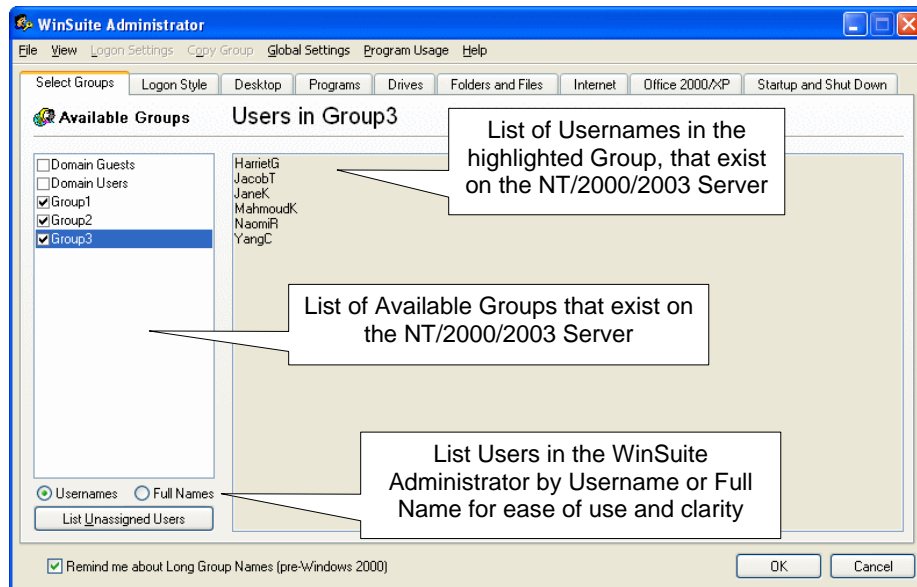 WinSuite Administrator
File View Logon Settings Copy Group Global Settings Program Usage Help
Select Groups Logon Style Desktop Programs Drives Folders and Files Internet Office 2000/XP Startup and Shut Down
Available Groups
Users in Group3
Domain Guests
Domain Users
Group1
Group2
Group3
HarrietG
JacobT
JaneK
MahmoudK
NaomiR
YangC
List of Usernames in the
highlighted Group, that exist
on the NT/2000/2003 Server
List of Available Groups that exist on
the NT/2000/2003 Server
List Users in the WinSuite
Administrator by Username or Full
Name for ease of use and clarity
Usernames Full Names
List Unassigned Users
Remind me about Long Group Names (pre-Windows 2000)
OK Cancel